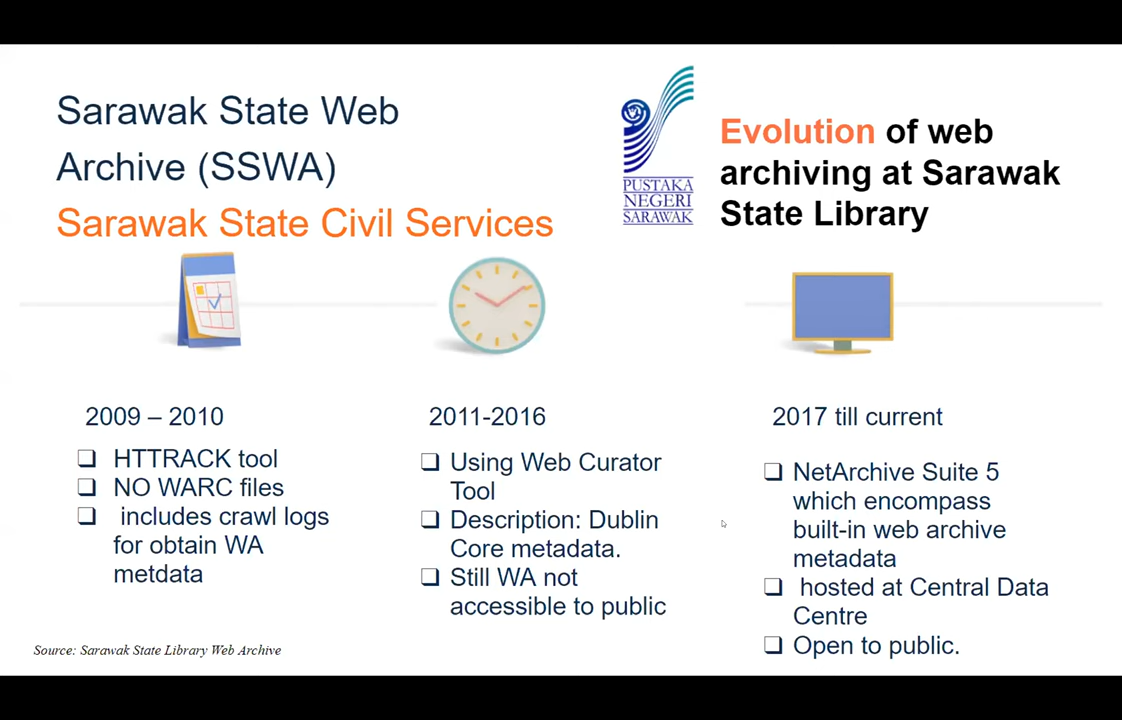 Sarawak State Web
Archive (SSWA)
Sarawak State Civil Services
PUSTAKA
NEGERI
SARAWAK
Evolution of web
archiving at Sarawak
State Library
2009 – 2010
❑ HTTRACK tool
❑ NO WARC files
❑ includes crawl logs
for obtain WA
metdata
2011-2016
❑ Using Web Curator
Tool
❑ Description: Dublin
Core metadata.
❑ Still WA not
accessible to public
2017 till current
❑ NetArchive Suite 5
which encompass
built-in web archive
metadata
❑ hosted at Central Data
Centre
❑ Open to public.
Source: Sarawak State Library Web Archive